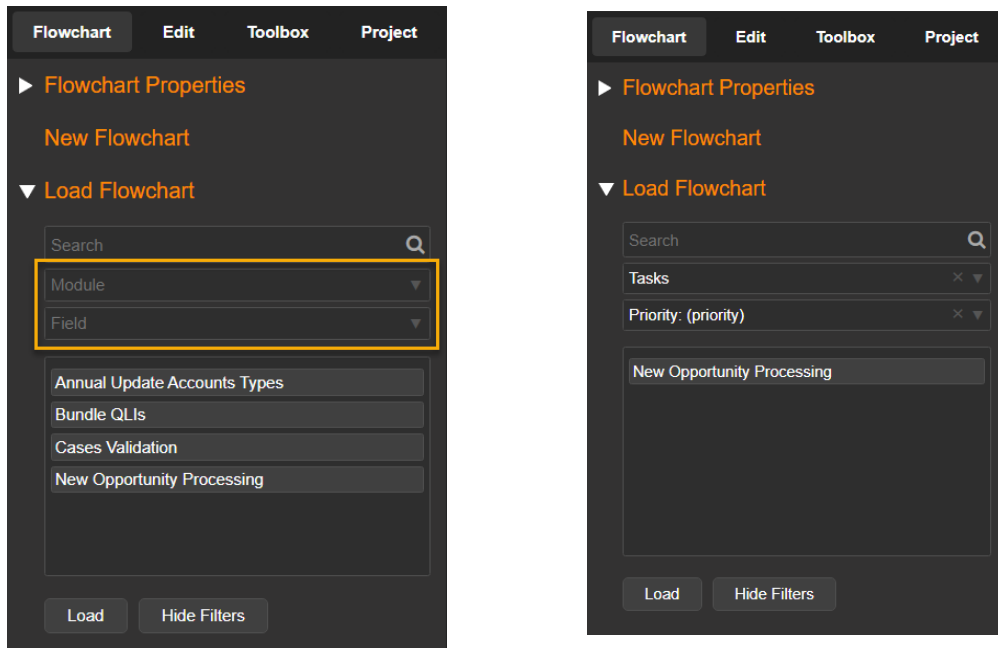 Flowchart Edit Toolbox Project
Flowchart Properties
New Flowchart
Load Flowchart
Search
Module
Field
Annual Update Accounts Types
Bundle QLIs
Cases Validation
New Opportunity Processing
Load Hide Filters
Flowchart Edit Toolbox Project
Flowchart Properties
New Flowchart
Load Flowchart
Search
Tasks
Priority: (priority)
New Opportunity Processing
Load Hide Filters